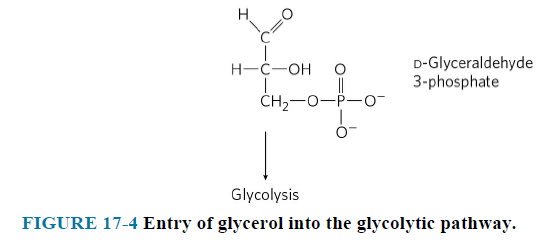 H O
C
H–C–OH O
CH₂–O–P–O⁻
O⁻
D-Glyceraldehyde
3-phosphate
Glycolysis
FIGURE 17-4 Entry of glycerol into the glycolytic pathway.